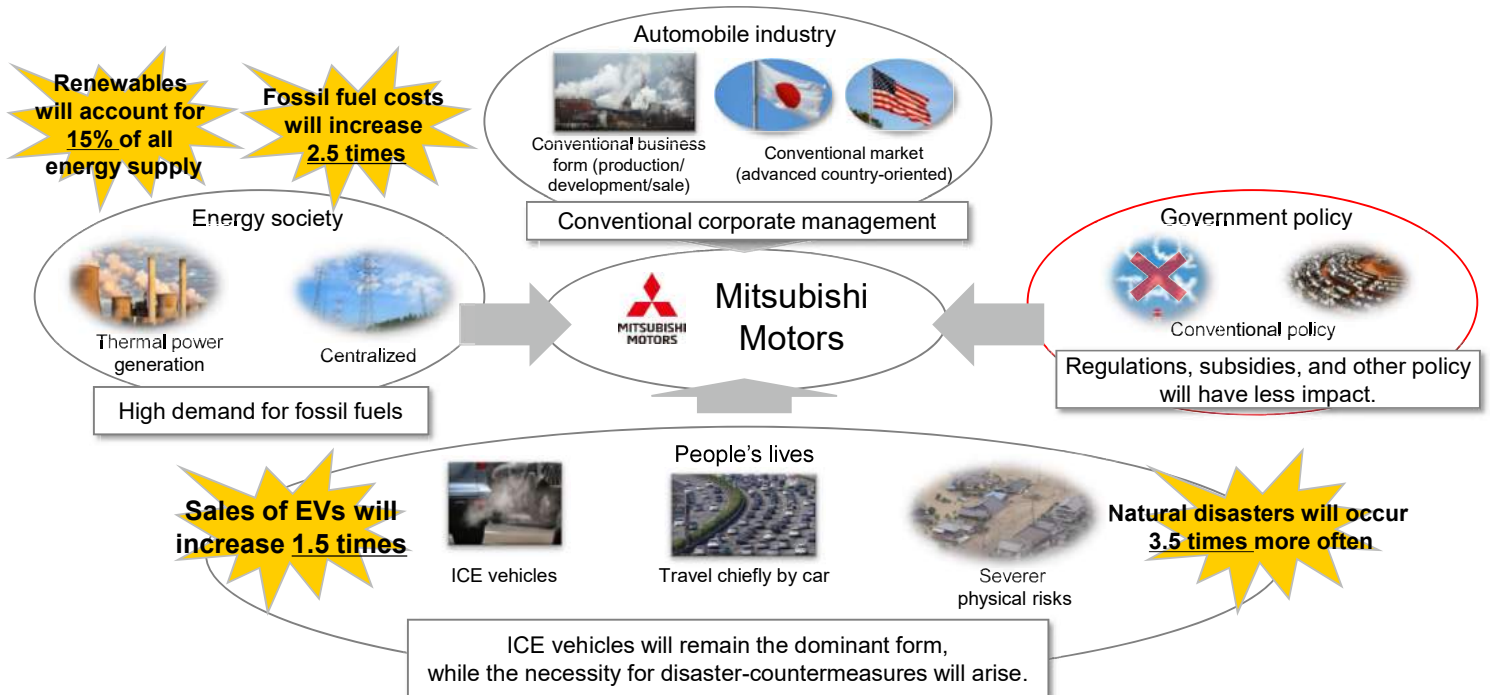 Automobile industry
Conventional business
form (production/
development/sale)
Conventional market
(advanced country-oriented)
Conventional corporate management
Renewables
will account for
15% of all
energy supply
Fossil fuel costs
will increase
2.5 times
Energy society
Thermal power
generation
Centralized
High demand for fossil fuels
MITSUBISHI
MOTORS
Mitsubishi
Motors
Government policy
Conventional policy
Regulations, subsidies, and other policy
will have less impact.
People's lives
Sales of EVs will
increase 1.5 times
ICE vehicles
Travel chiefly by car
Severer
physical risks
Natural disasters will occur
3.5 times more often
ICE vehicles will remain the dominant form,
while the necessity for disaster-countermeasures will arise.